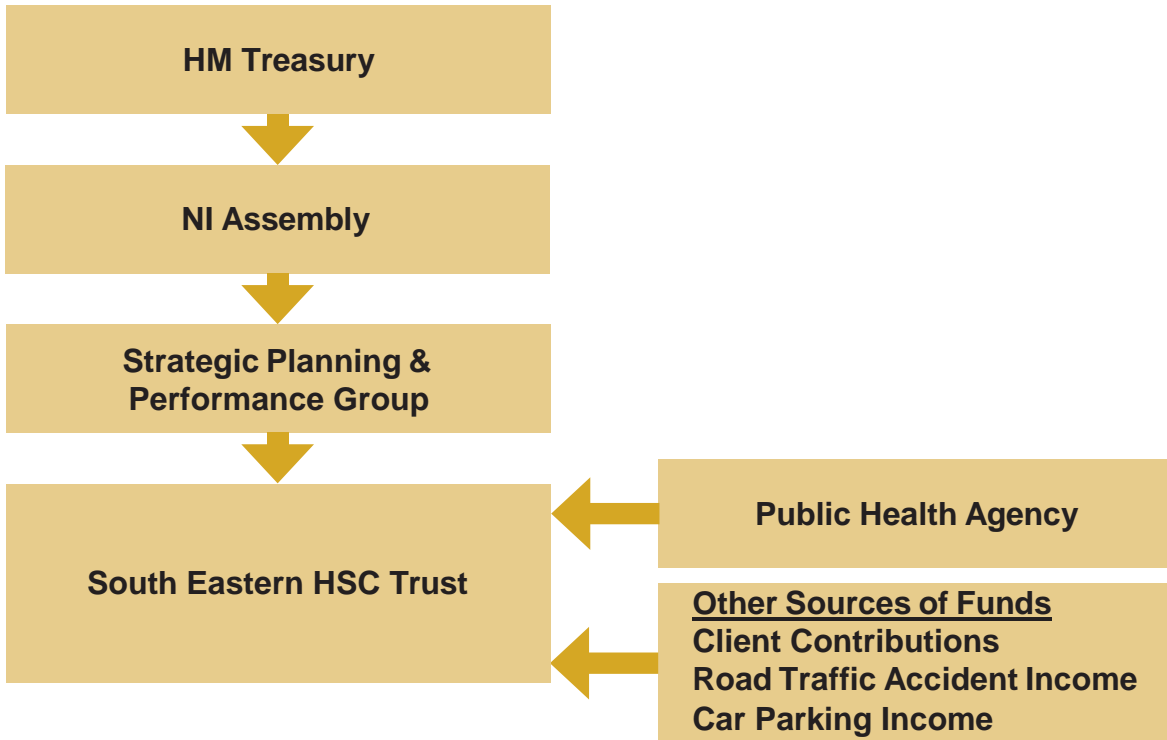 HM Treasury
NI Assembly
Strategic Planning &
Performance Group
South Eastern HSC Trust
Public Health Agency
Other Sources of Funds
Client Contributions
Road Traffic Accident Income
Car Parking Income